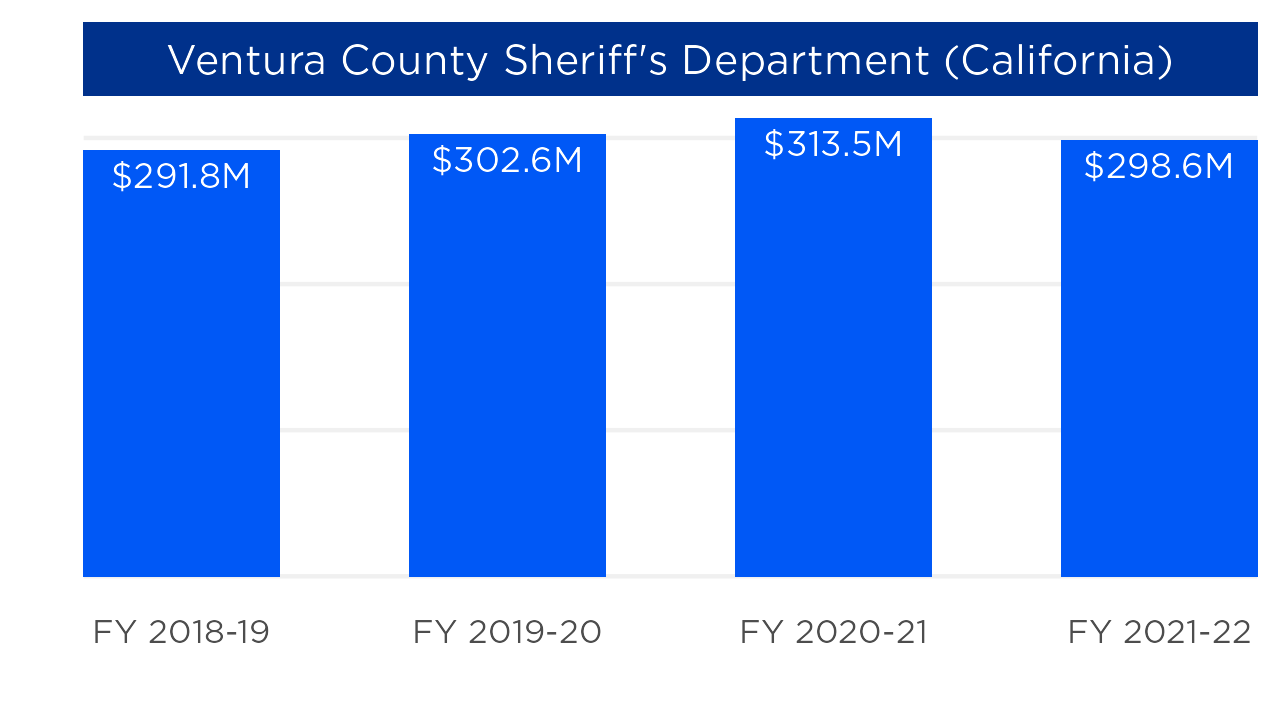 Ventura County Sheriff's Department (California)
$291.8M
$302.6M
$313.5M
$298.6M
FY 2018-19
FY 2019-20
FY 2020-21
FY 2021-22